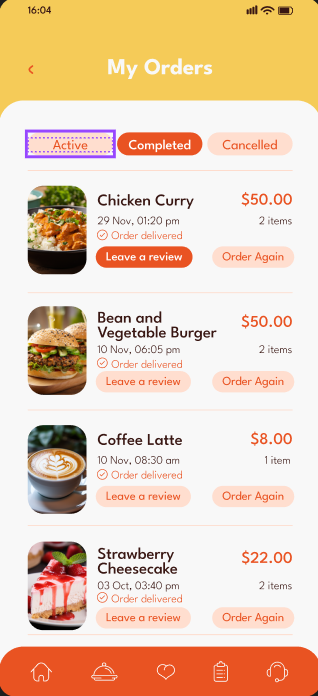 16:04
My Orders
Active
Completed
Cancelled
Chicken Curry
$50.00
29 Nov, 01:20 pm
2 items
Order delivered
Leave a review
Order Again
Bean and
Vegetable Burger
$50.00
10 Nov, 06:05 pm
2 items
Order delivered
Leave a review
Order Again
Coffee Latte
$8.00
10 Nov, 08:30 am
1 item
Order delivered
Leave a review
Order Again
Strawberry
Cheesecake
$22.00
03 Oct, 03:40 pm
2 items
Order delivered
Leave a review
Order Again